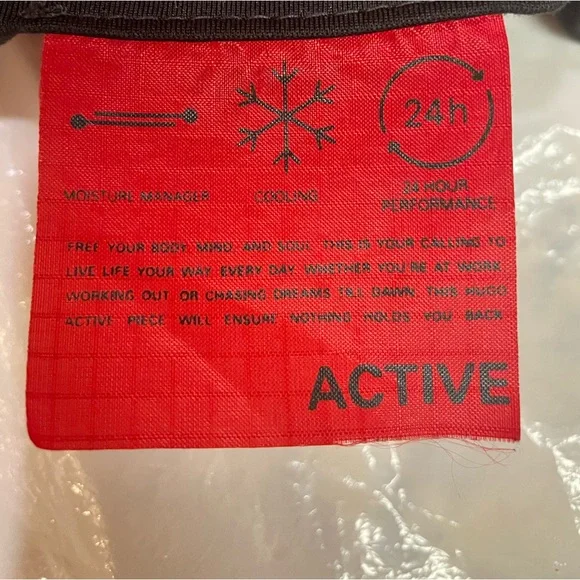 24h
MOISTURE MANAGER COOLING 24 HOUR PERFORMANCE
FREE YOUR BODY, MIND, AND SOUL. THIS IS YOUR CALLING TO
LIVE LIFE YOUR WAY EVERY DAY WHETHER YOU'RE AT WORK
WORKING OUT OR CHASING DREAMS TILL DAWN. THIS HUGO
ACTIVE PIECE WILL ENSURE NOTHING HOLDS YOU BACK.
ACTIVE